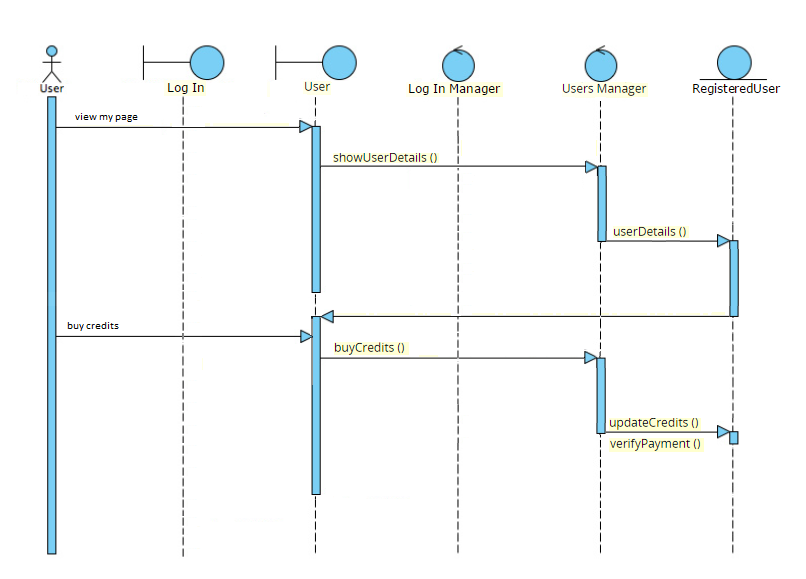 User
Log In
User
Log In Manager
Users Manager
RegisteredUser
view my page
showUserDetails ()
userDetails ()
buy credits
buyCredits ()
updateCredits ()
verifyPayment ()